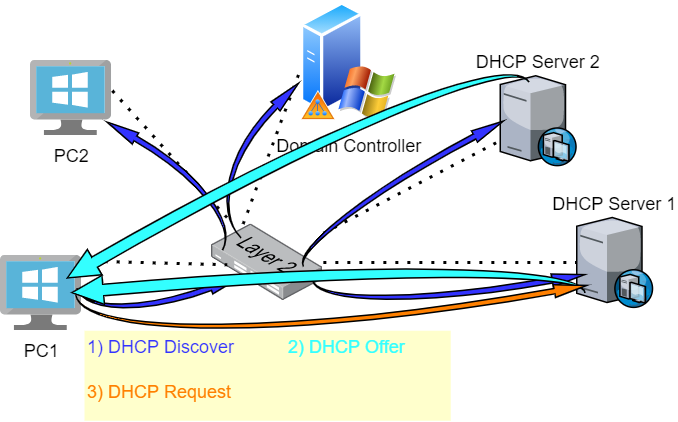 DHCP Server 2
Domain Controller
PC2
DHCP Server 1
Layer 2
PC1
1) DHCP Discover
2) DHCP Offer
3) DHCP Request